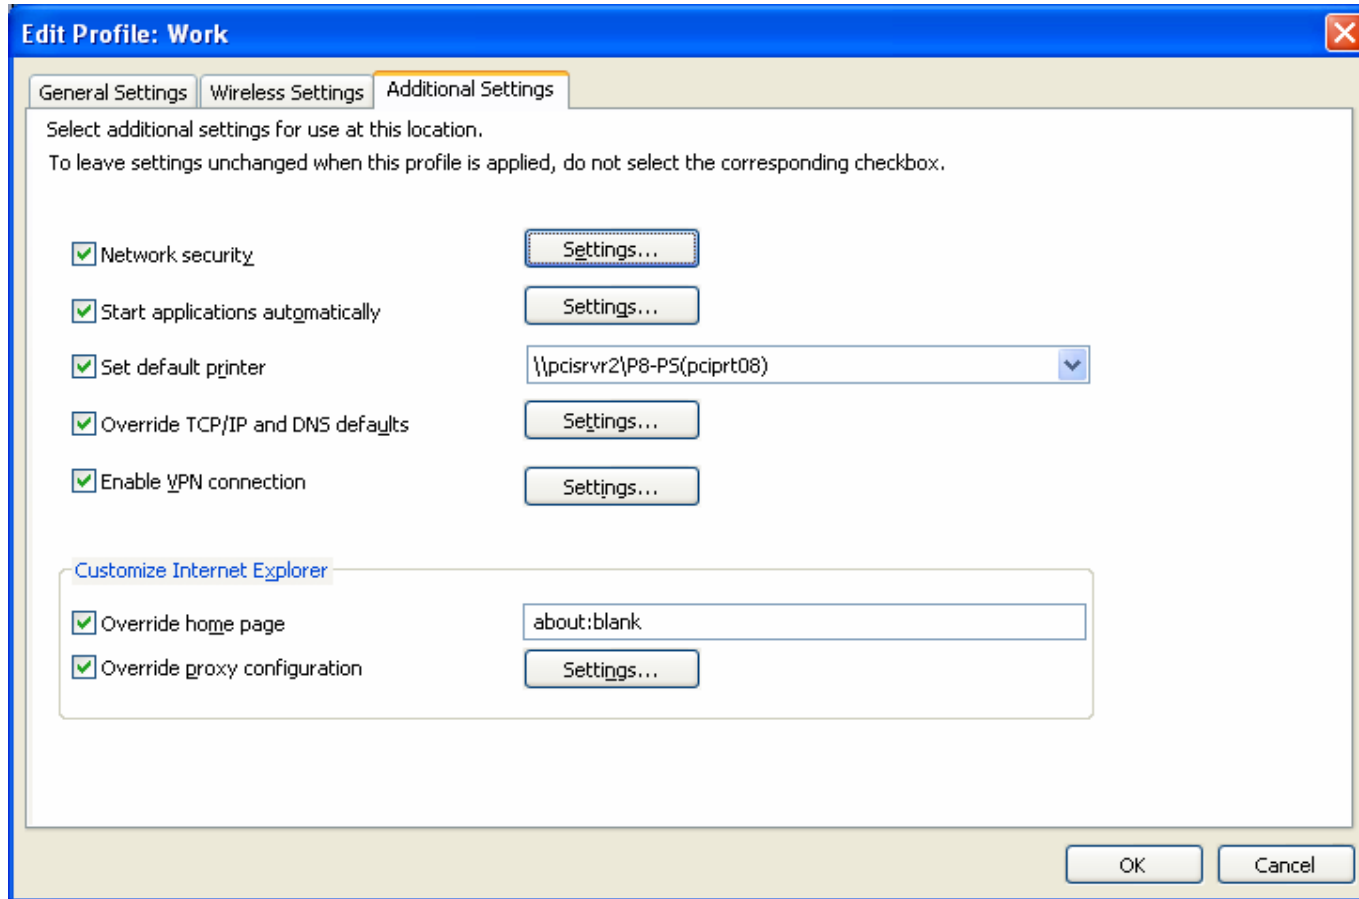 Edit Profile: Work
General Settings Wireless Settings Additional Settings
Select additional settings for use at this location.
To leave settings unchanged when this profile is applied, do not select the corresponding checkbox.
Network security Settings...
Start applications automatically Settings...
Set default printer \\pcisrvr2\P8-PS(pciprt08)
Override TCP/IP and DNS defaults Settings...
Enable VPN connection Settings...
Customize Internet Explorer
Override home page about:blank
Override proxy configuration Settings...
OK Cancel